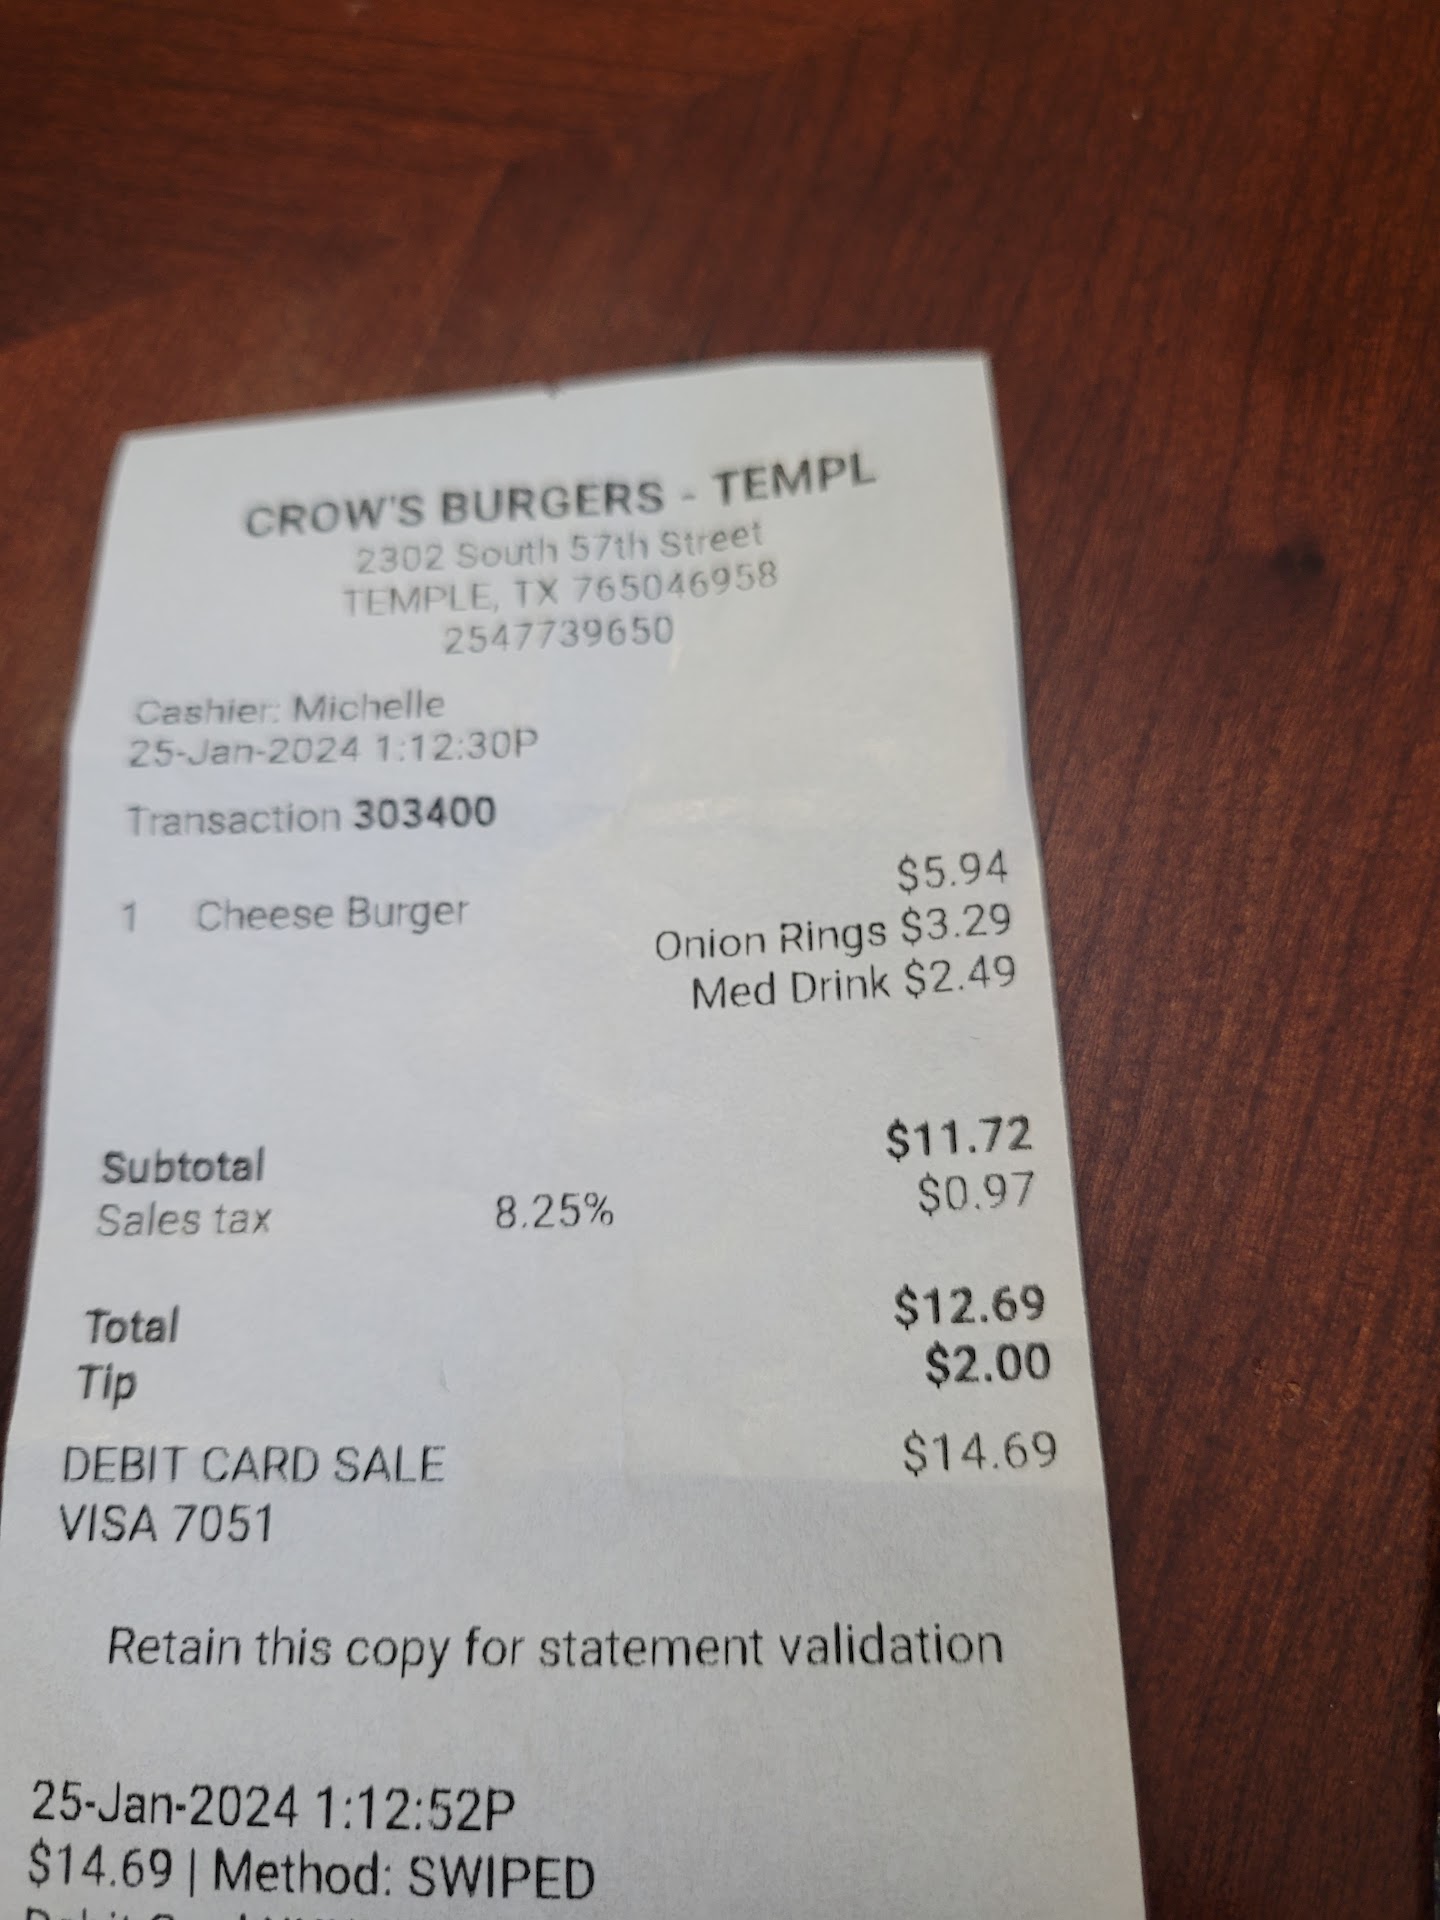 CROW'S BURGERS - TEMPL
2302 South 57th Street
TEMPLE, TX 765046958
2547739650
Cashier: Michelle
25-Jan-2024 1:12:30P
Transaction 303400
1 Cheese Burger $5.94
Onion Rings $3.29
Med Drink $2.49
Subtotal $11.72
Sales tax 8.25% $0.97
Total $12.69
Tip $2.00
DEBIT CARD SALE $14.69
VISA 7051
Retain this copy for statement validation
25-Jan-2024 1:12:52P
$14.69 | Method: SWIPED